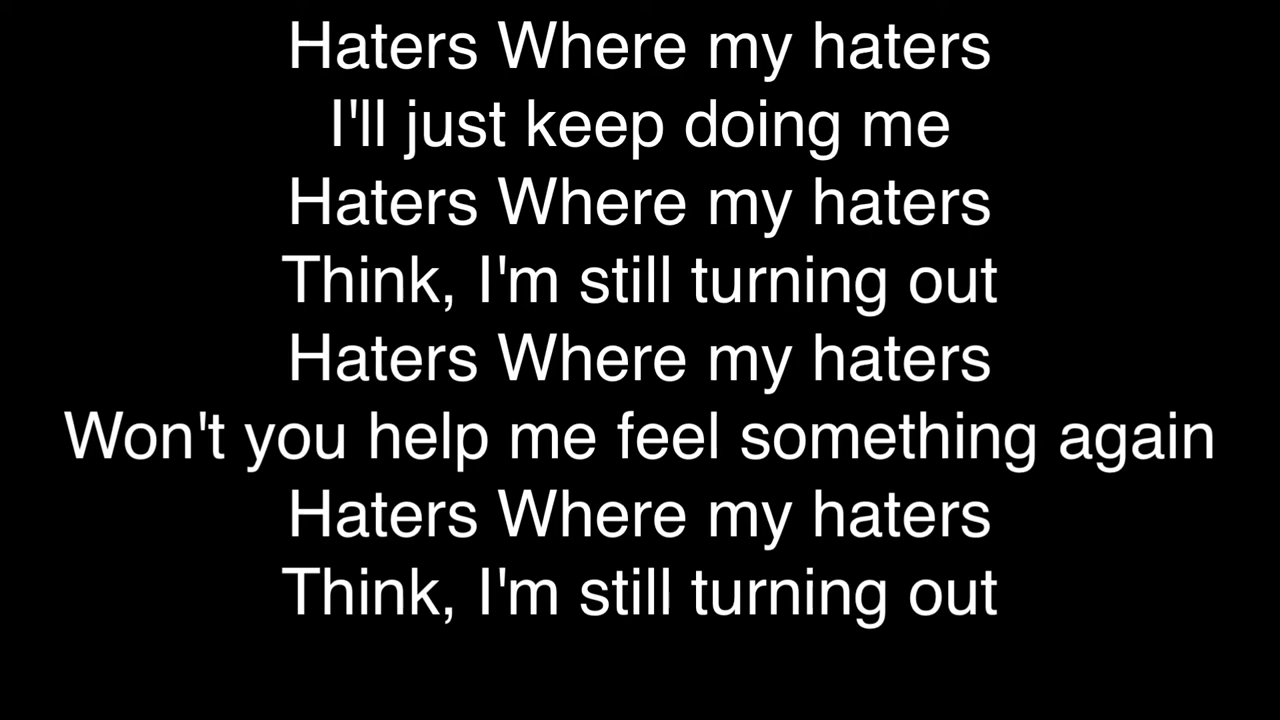 Haters Where my haters
I'll just keep doing me
Haters Where my haters
Think, I'm still turning out
Haters Where my haters
Won't you help me feel something again
Haters Where my haters
Think, I'm still turning out